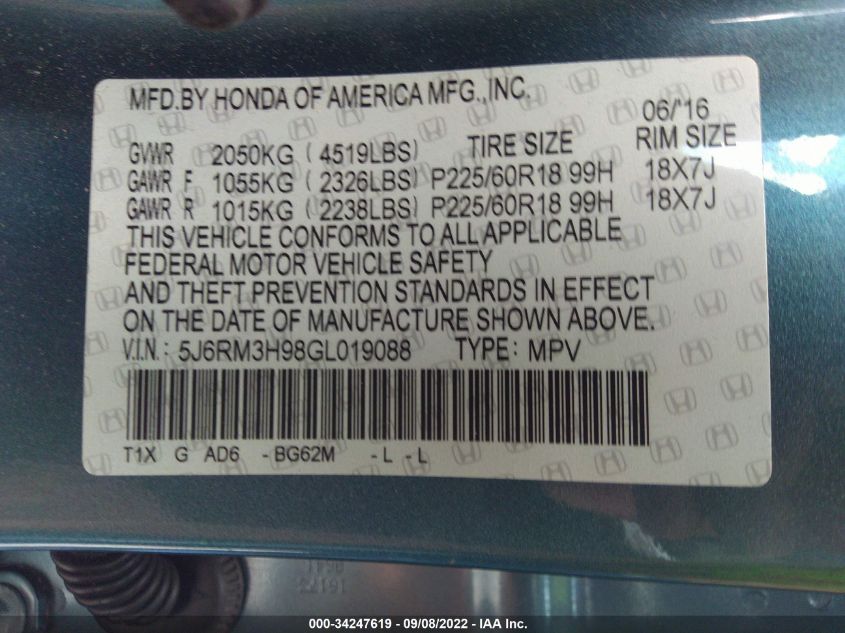 MFD.BY HONDA OF AMERICA MFG.,INC.
06/'16
GVWR 2050KG ( 4519LBS) TIRE SIZE RIM SIZE
GAWR F 1055KG ( 2326LBS) P225/60R18 99H 18X7J
GAWR R 1015KG ( 2238LBS) P225/60R18 99H 18X7J
THIS VEHICLE CONFORMS TO ALL APPLICABLE
FEDERAL MOTOR VEHICLE SAFETY
AND THEFT PREVENTION STANDARDS IN EFFECT
ON THE DATE OF MANUFACTURE SHOWN ABOVE.
V.I.N: 5J6RM3H98GL019088 TYPE: MPV
T1X G AD6 -BG62M -L -L
000-34247619 - 09/08/2022 - IAA Inc.